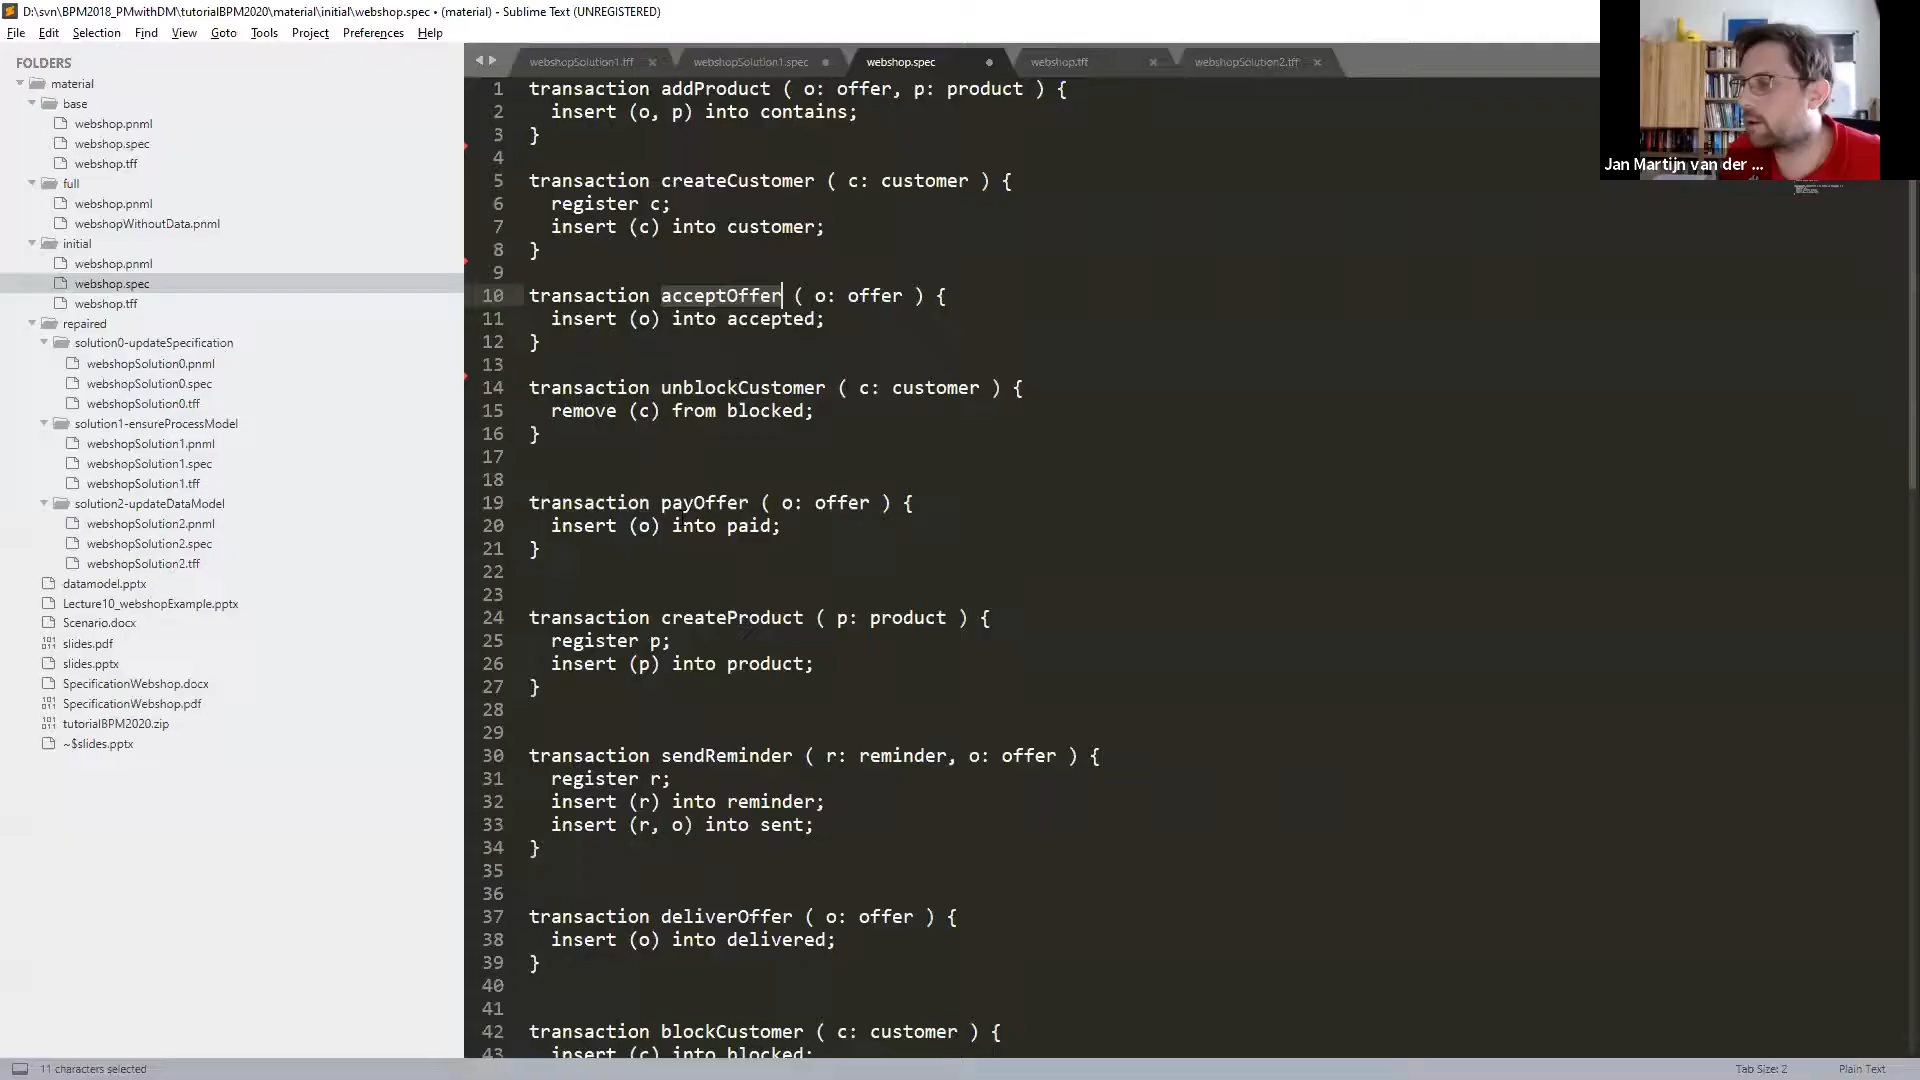 D:\svn\BPM2018_PMwithDM\tutorialBPM2020\material\initial\webshop.spec • (material) - Sublime Text (UNREGISTERED)
File Edit Selection Find View Goto Tools Project Preferences Help
FOLDERS
material
base
webshop.pnml
webshop.spec
webshop.tff
full
webshop.pnml
webshopWithoutData.pnml
initial
webshop.pnml
webshop.spec
webshop.tff
repaired
solution0-updateSpecification
webshopSolution0.pnml
webshopSolution0.spec
webshopSolution0.tff
solution1-ensureProcessModel
webshopSolution1.pnml
webshopSolution1.spec
webshopSolution1.tff
solution2-updateDataModel
webshopSolution2.pnml
webshopSolution2.spec
webshopSolution2.tff
datamodel.pptx
Lecture10_webshopExample.pptx
Scenario.docx
slides.pdf
slides.pptx
SpecificationWebshop.docx
SpecificationWebshop.pdf
tutorialBPM2020.zip
~$slides.pptx
webshopSolution1.tff webshopSolution1.spec webshop.spec webshop.tff webshopSolution2.tff
1 transaction addProduct ( o: offer, p: product ) {
2 insert (o, p) into contains;
3 }
4
5 transaction createCustomer ( c: customer ) {
6 register c;
7 insert (c) into customer;
8 }
9
10 transaction acceptOffer ( o: offer ) {
11 insert (o) into accepted;
12 }
13
14 transaction unblockCustomer ( c: customer ) {
15 remove (c) from blocked;
16 }
17
18
19 transaction payOffer ( o: offer ) {
20 insert (o) into paid;
21 }
22
23
24 transaction createProduct ( p: product ) {
25 register p;
26 insert (p) into product;
27 }
28
29
30 transaction sendReminder ( r: reminder, o: offer ) {
31 register r;
32 insert (r) into reminder;
33 insert (r, o) into sent;
34 }
35
36
37 transaction deliverOffer ( o: offer ) {
38 insert (o) into delivered;
39 }
40
41
42 transaction blockCustomer ( c: customer ) {
43 insert (c) into blocked;
Jan Martijn van der ...
11 characters selected
Tab Size: 2
Plain Text